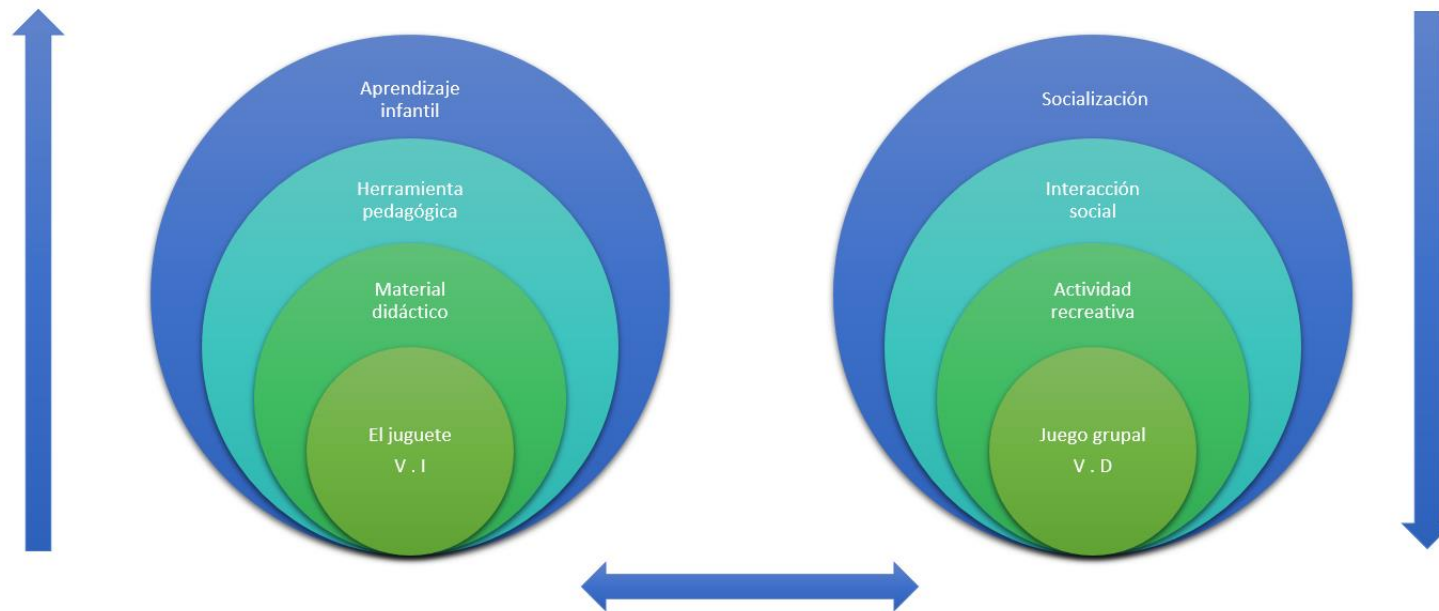 Aprendizaje
infantil
Herramienta
pedagógica
Material
didáctico
El juguete
V . I
Socialización
Interacción
social
Actividad
recreativa
Juego grupal
V . D